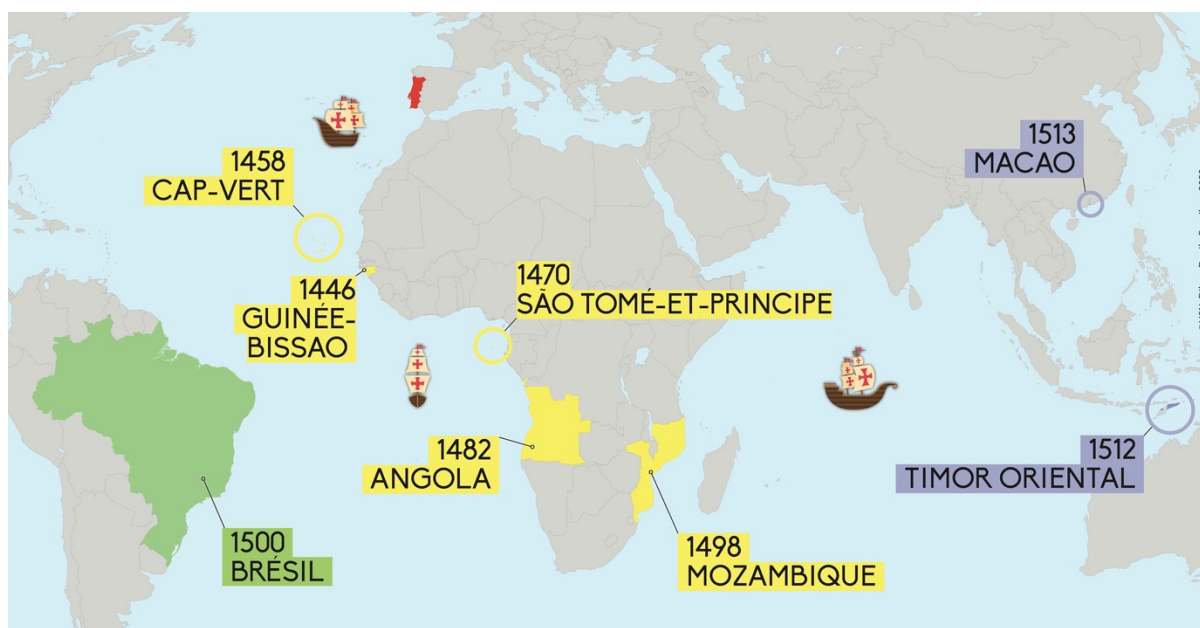 1458
CAP-VERT
1446
GUINÉE-
BISSAO
1470
SÃO TOMÉ-ET-PRINCIPE
1482
ANGOLA
1498
MOZAMBIQUE
1500
BRÉSIL
1513
MACAO
1512
TIMOR ORIENTAL